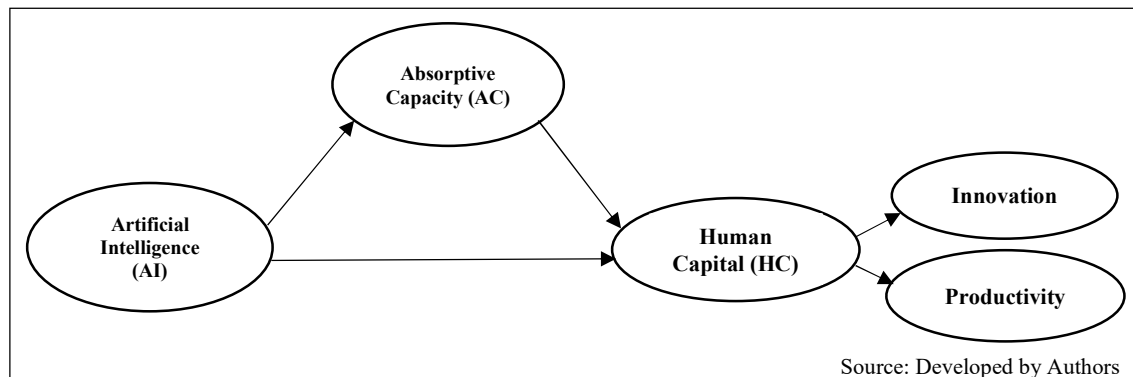 Absorptive
Capacity (AC)
Artificial
Intelligence
(AI)
Human
Capital (HC)
Innovation
Productivity
Source: Developed by Authors